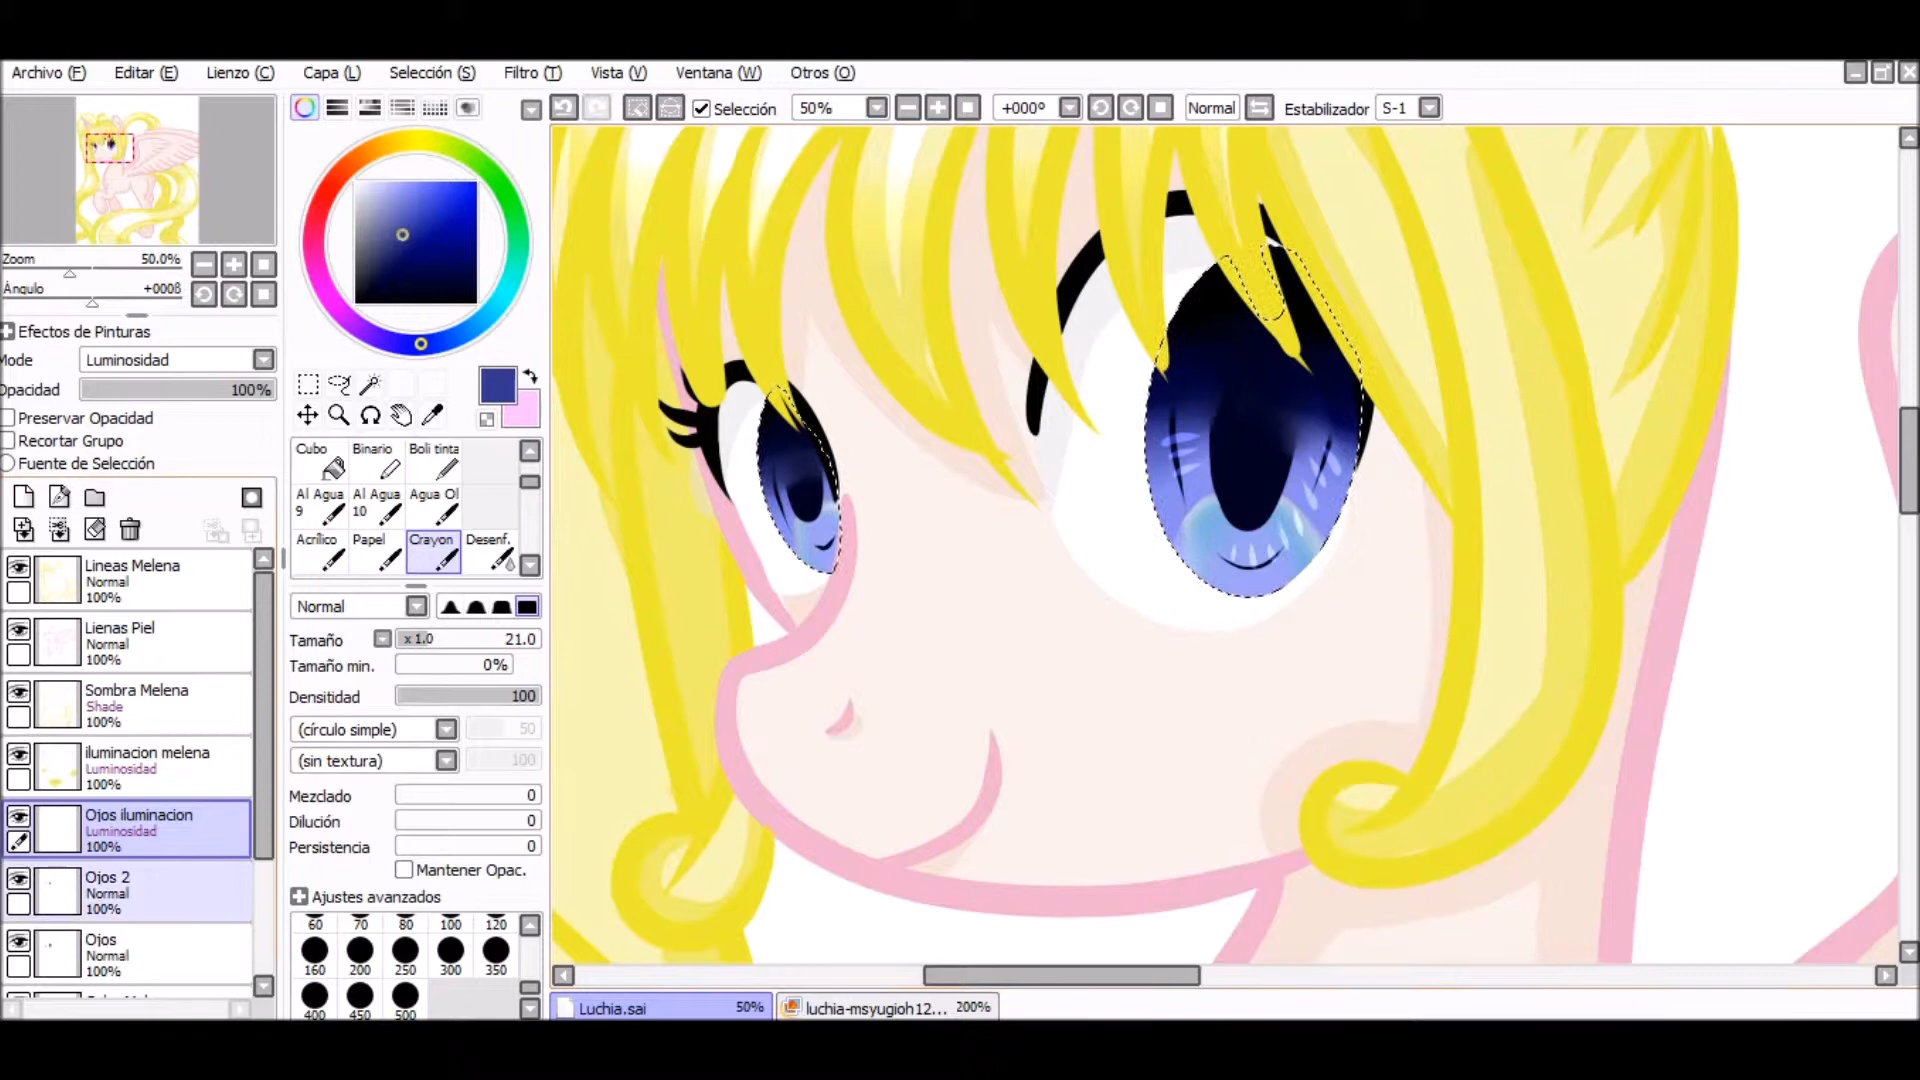 Archivo (F) Editar (E) Lienzo (C) Capa (L) Selección (S) Filtro (T) Vista (V) Ventana (W) Otros (O)
Selección 50% +000º Normal Estabilizador S-1
Zoom 50.0%
Ángulo +000ß
Efectos de Pinturas
Mode Luminosidad
Opacidad 100%
Preservar Opacidad
Recortar Grupo
Fuente de Selección
Lineas Melena
Normal
100%
Lienas Piel
Normal
100%
Sombra Melena
Shade
100%
iluminacion melena
Luminosidad
100%
Ojos iluminacion
Luminosidad
100%
Ojos 2
Normal
100%
Ojos
Normal
100%
Cubo Binario Boli tinta
Al Agua 9 Al Agua 10 Agua Ol
Acrílico Papel Crayon Desenf.
Normal
Tamaño x 1.0 21.0
Tamaño min. 0%
Densitidad 100
(círculo simple) 50
(sin textura) 100
Mezclado 0
Dilución 0
Persistencia 0
Mantener Opac.
Ajustes avanzados
60 70 80 100 120
160 200 250 300 350
400 450 500
Luchia.sai 50% luchia-msyugioh12... 200%